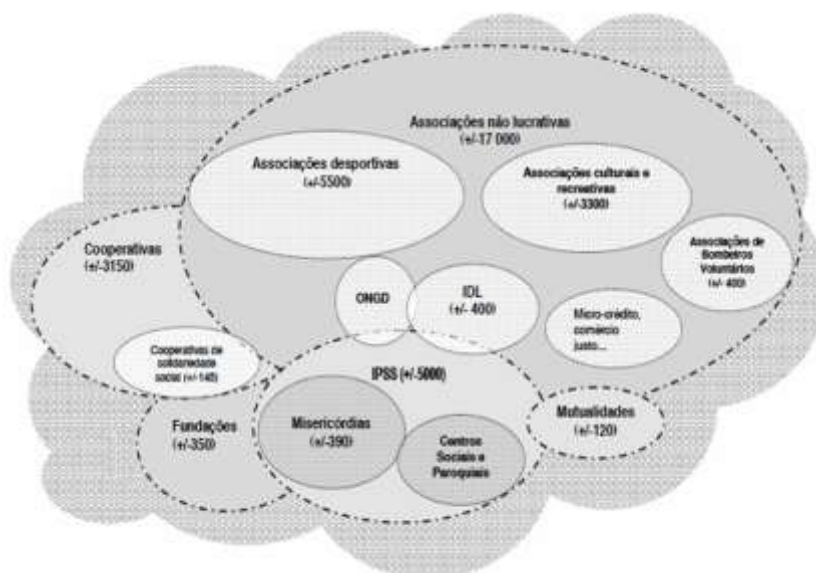 Associações não lucrativas
(+/-17 000)
Associações desportivas
(+/-5500)
Associações culturais e
recreativas
(+/-3300)
Cooperativas
(+/-3150)
Associações de
Bombeiros
Voluntários
(+/- 400)
ONGD
IDL
(+/- 400)
Micro-crédito,
comércio
justo...
Cooperativas de
solidariedade
social (+/-140)
IPSS (+/-5000)
Fundações
(+/-350)
Misericórdias
(+/-390)
Mutualidades
(+/-120)
Centros
Sociais e
Paroquiais